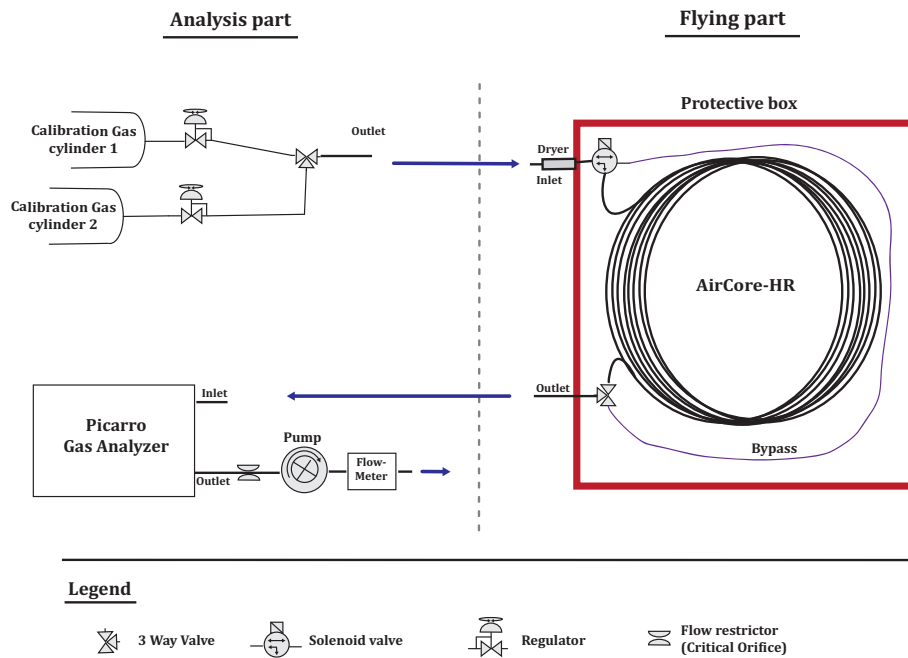 Analysis part
Flying part
Calibration Gas
cylinder 1
Outlet
Calibration Gas
cylinder 2
Protective box
Dryer
Inlet
AirCore-HR
Outlet
Bypass
Inlet
Picarro
Gas Analyzer
Outlet
Pump
Flow-
Meter
Legend
3 Way Valve
Solenoid valve
Regulator
Flow restrictor
(Critical Orifice)